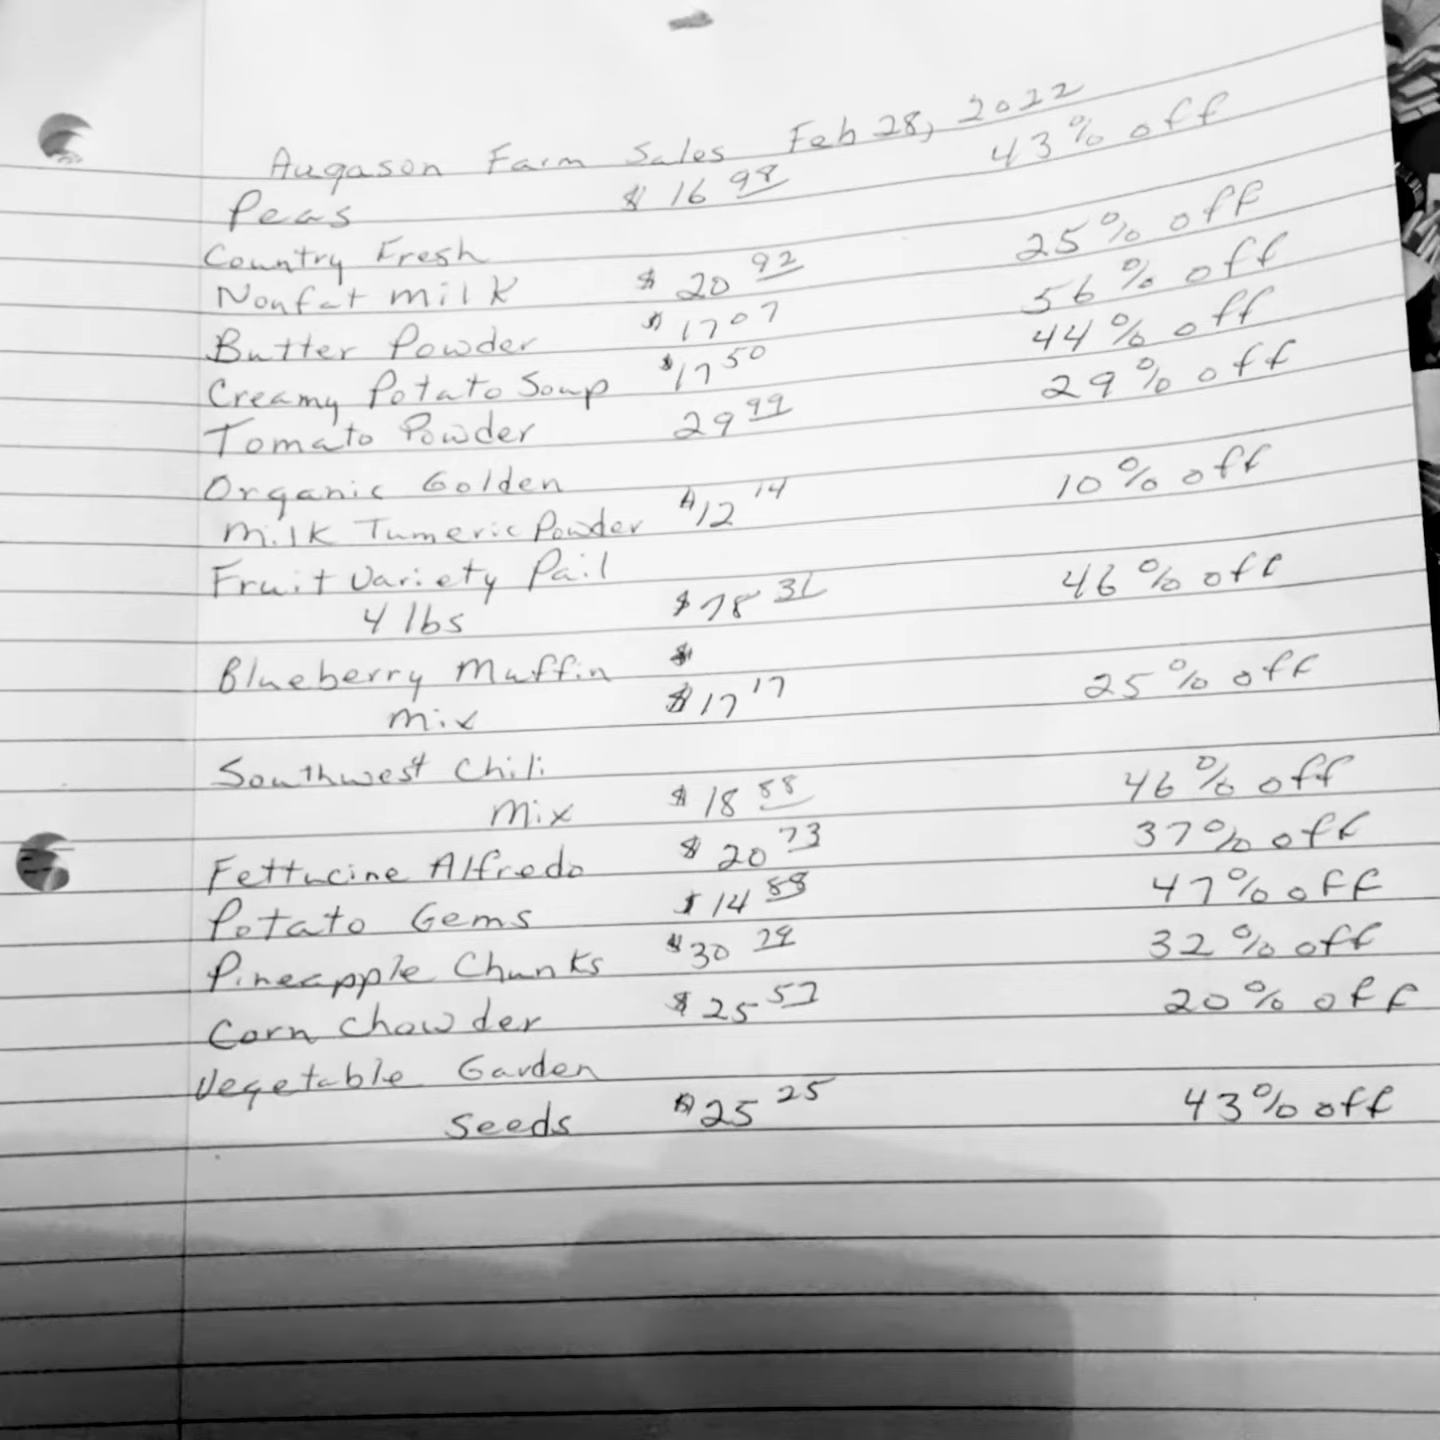 Augason Farm Sales Feb 28, 2022
Peas $ 16 98 43% off
Country Fresh
Nonfat milk $ 20 92 25% off
Butter Powder $ 17 07 56% off
Creamy Potato Soup $ 17 50 44% off
Tomato Powder 29 99 29% off
Organic Golden
Milk Tumeric Powder $ 12 14 10% off
Fruit Variety Pail
4 lbs $ 78 31 46% off
Blueberry Muffin $
mix $ 17 17 25% off
Southwest Chili
Mix $ 18 88 46% off
Fettucine Alfredo $ 20 73 37% off
Potato Gems $ 14 88 47% off
Pineapple Chunks $ 30 29 32% off
Corn Chowder $ 25 57 20% off
Vegetable Garden
Seeds $ 25 25 43% off